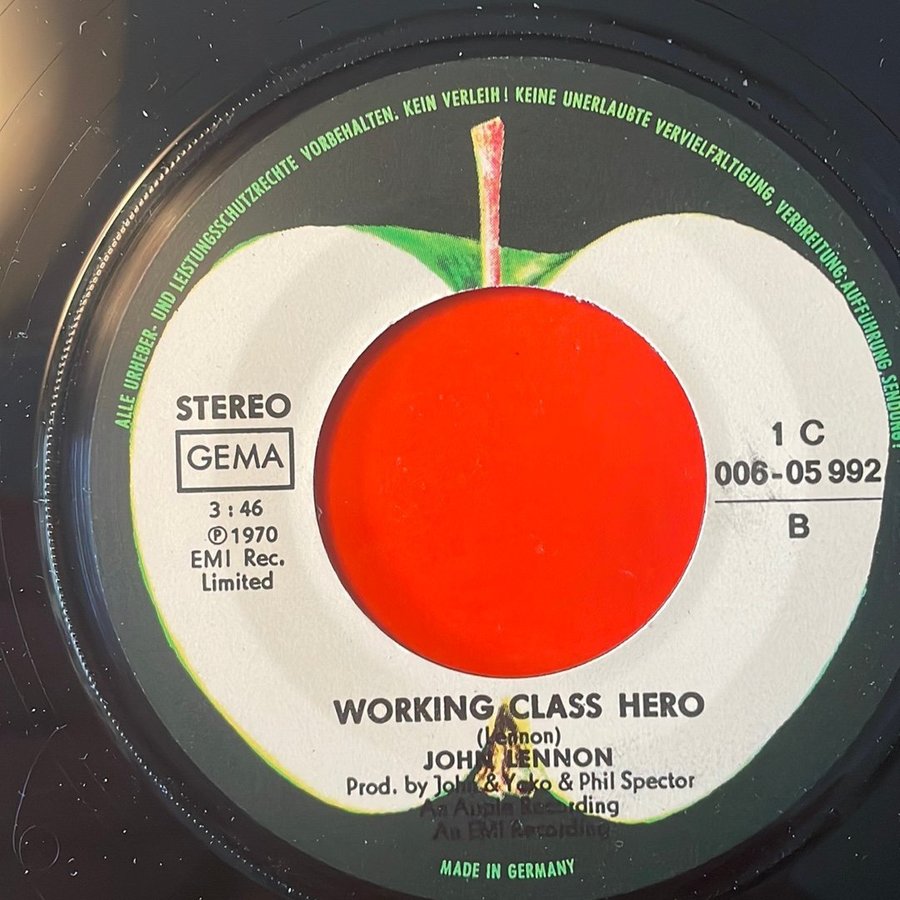 ALLE URHEBER- UND LEISTUNGSSCHUTZRECHTE VORBEHALTEN. KEIN VERLEIH! KEINE UNERLAUBTE VERVIELFÄLTIGUNG, VERBREITUNG, AUFFÜHRUNG, SENDUNG!
STEREO
GEMA
3:46
Ⓟ1970
EMI Rec.
Limited
1 C
006-05 992
B
WORKING CLASS HERO
(Lennon)
JOHN LENNON
Prod. by John & Yoko & Phil Spector
An Apple Recording
An EMI Recording
MADE IN GERMANY